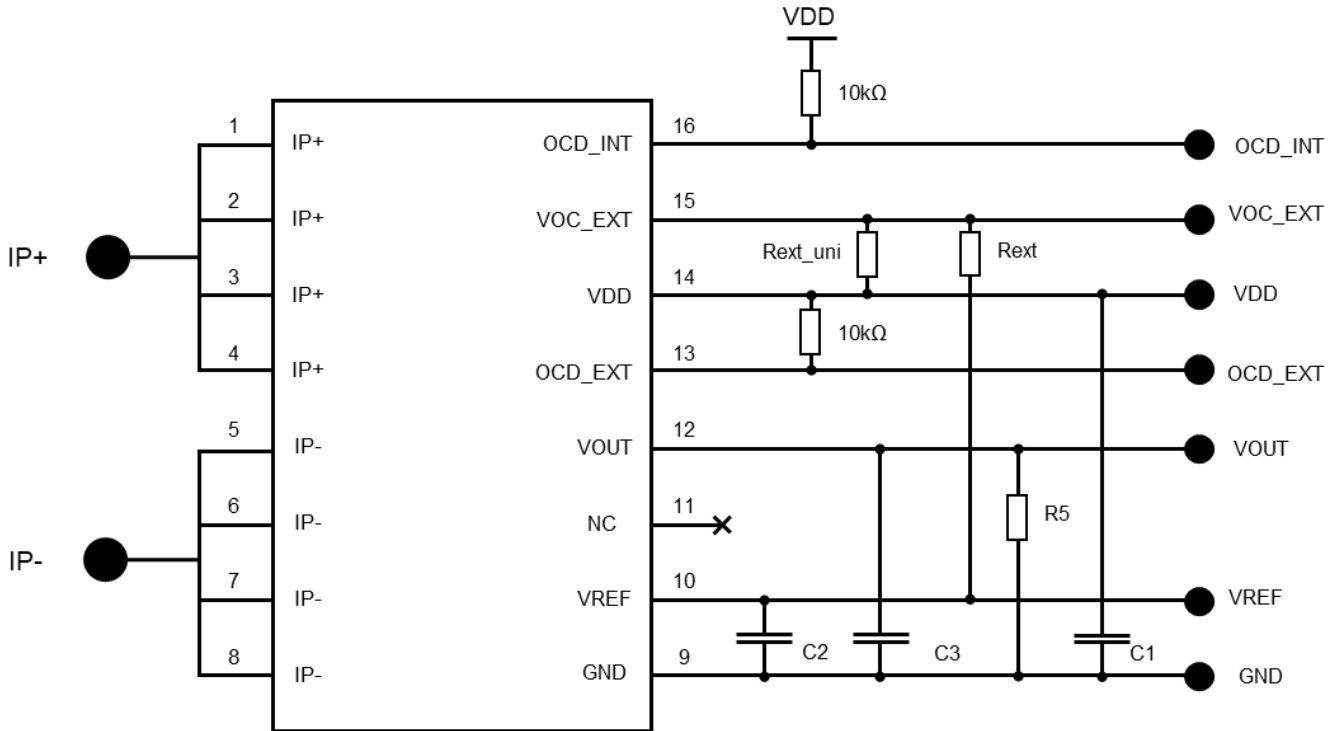 VDD
10kΩ
1
IP+
OCD_INT
16
OCD_INT
2
IP+
VOC_EXT
15
VOC_EXT
IP+
Rext_uni
Rext
3
IP+
VDD
14
VDD
10kΩ
4
IP+
OCD_EXT
13
OCD_EXT
5
IP-
VOUT
12
VOUT
6
IP-
NC
11
R5
IP-
7
IP-
VREF
10
VREF
8
IP-
GND
9
C2
C3
C1
GND